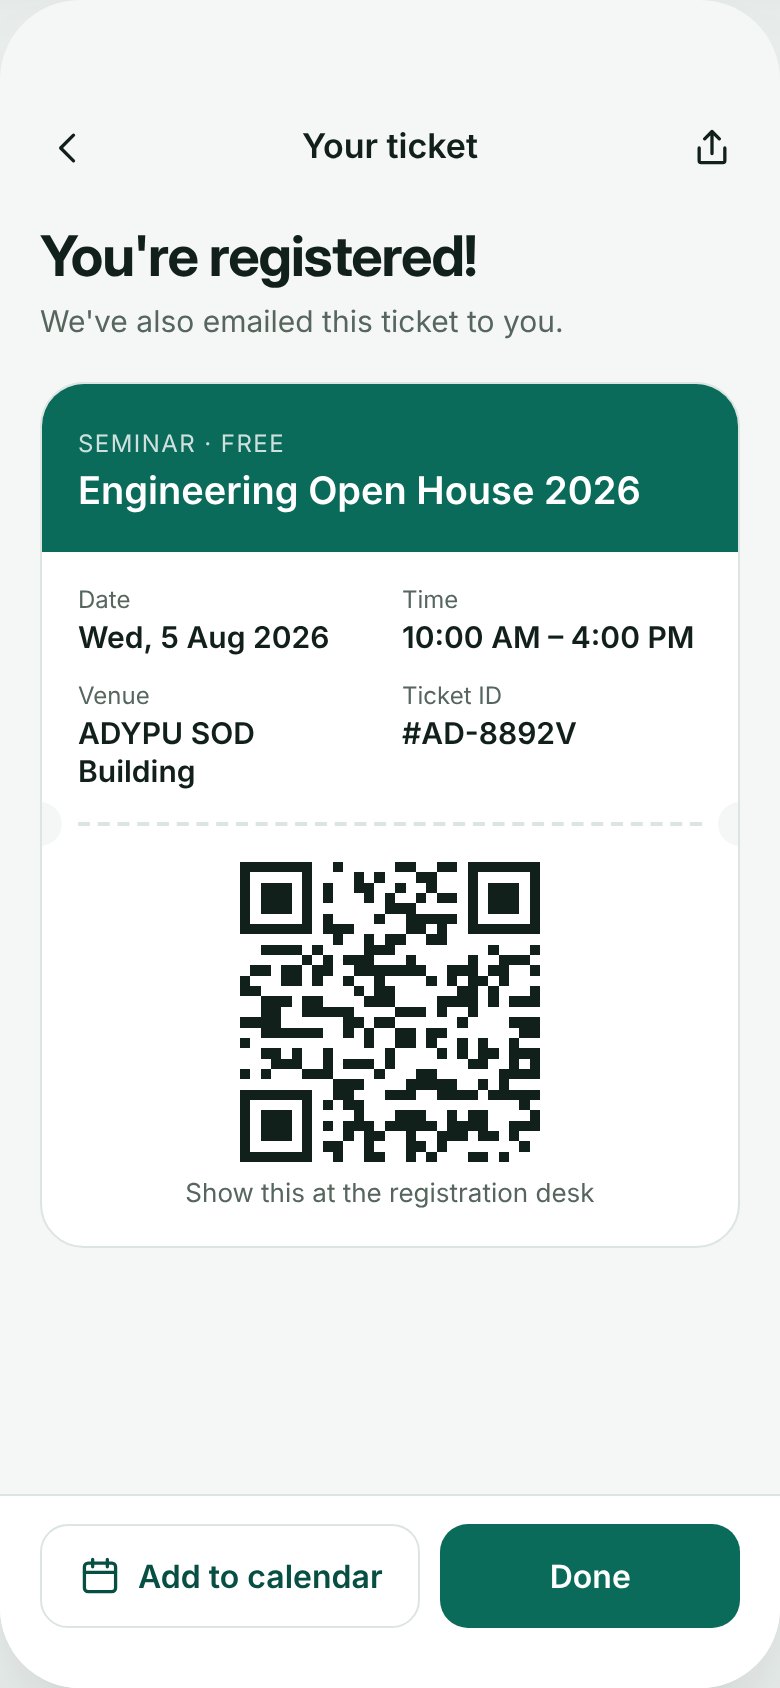 Your ticket
You're registered!
We've also emailed this ticket to you.
SEMINAR · FREE
Engineering Open House 2026
Date
Wed, 5 Aug 2026
Time
10:00 AM – 4:00 PM
Venue
ADYPU SOD
Building
Ticket ID
#AD-8892V
Show this at the registration desk
Add to calendar
Done